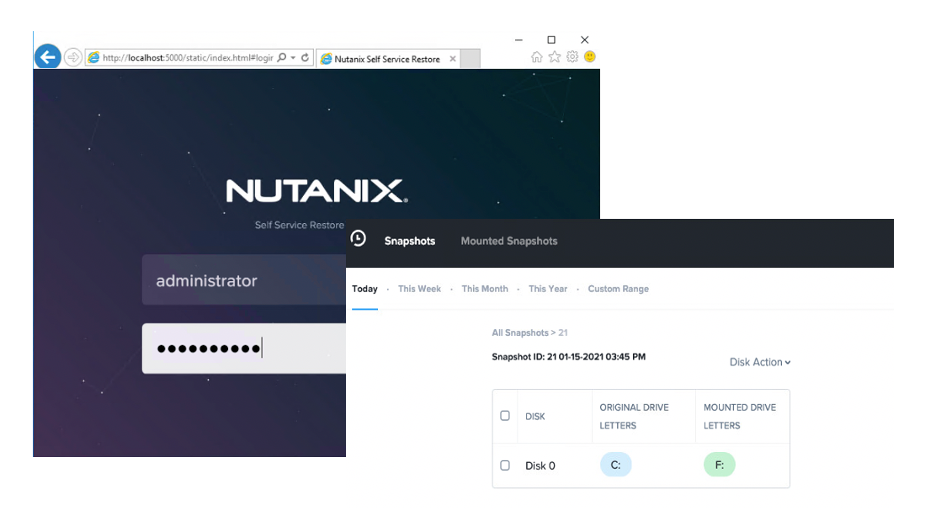 http://localhost:5000/static/index.html#login
Nutanix Self Service Restore
NUTANIX
Self Service Restore
administrator
Snapshots
Mounted Snapshots
Today · This Week · This Month · This Year · Custom Range
All Snapshots > 21
Snapshot ID: 21 01-15-2021 03:45 PM
Disk Action
DISK
ORIGINAL DRIVE LETTERS
MOUNTED DRIVE LETTERS
Disk 0
C:
F: